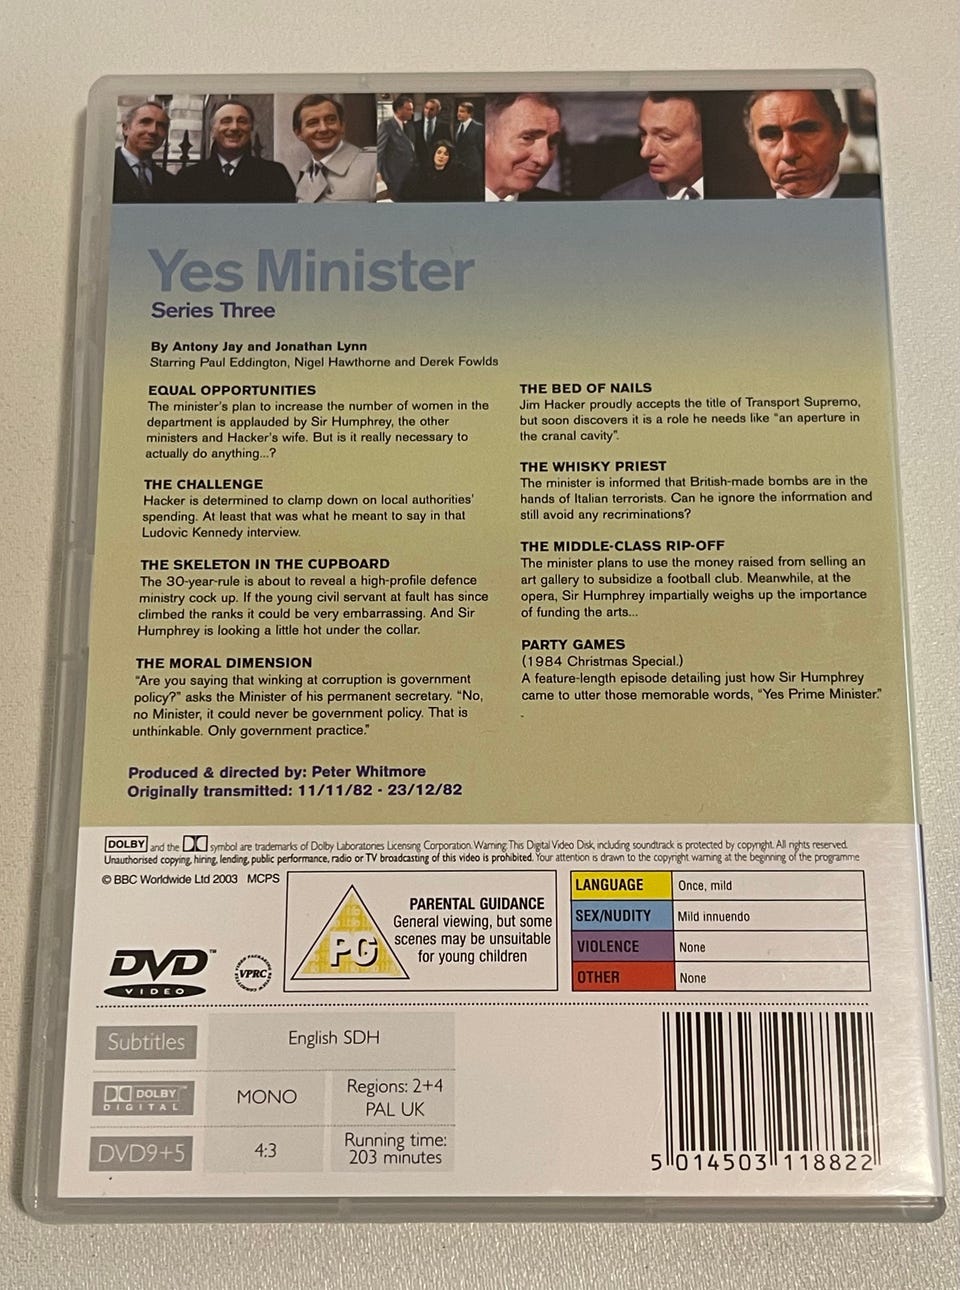 Yes Minister
Series Three
By Antony Jay and Jonathan Lynn
Starring Paul Eddington, Nigel Hawthorne and Derek Fowlds
EQUAL OPPORTUNITIES
The minister's plan to increase the number of women in the
department is applauded by Sir Humphrey, the other
ministers and Hacker's wife. But is it really necessary to
actually do anything...?
THE CHALLENGE
Hacker is determined to clamp down on local authorities'
spending. At least that was what he meant to say in that
Ludovic Kennedy interview.
THE SKELETON IN THE CUPBOARD
The 30-year-rule is about to reveal a high-profile defence
ministry cock up. If the young civil servant at fault has since
climbed the ranks it could be very embarrassing. And Sir
Humphrey is looking a little hot under the collar.
THE MORAL DIMENSION
"Are you saying that winking at corruption is government
policy?" asks the Minister of his permanent secretary. "No,
no Minister, it could never be government policy. That is
unthinkable. Only government practice."
Produced & directed by: Peter Whitmore
Originally transmitted: 11/11/82 - 23/12/82
THE BED OF NAILS
Jim Hacker proudly accepts the title of Transport Supremo,
but soon discovers it is a role he needs like "an aperture in
the cranal cavity".
THE WHISKY PRIEST
The minister is informed that British-made bombs are in the
hands of Italian terrorists. Can he ignore the information and
still avoid any recriminations?
THE MIDDLE-CLASS RIP-OFF
The minister plans to use the money raised from selling an
art gallery to subsidize a football club. Meanwhile, at the
opera, Sir Humphrey impartially weighs up the importance
of funding the arts...
PARTY GAMES
(1984 Christmas Special.)
A feature-length episode detailing just how Sir Humphrey
came to utter those memorable words, "Yes Prime Minister."
DOLBY and the symbol are trademarks of Dolby Laboratories Licensing Corporation. Warning: This Digital Video Disk, including soundtrack is protected by copyright. All rights reserved.
Unauthorised copying, hiring, lending, public performance, radio or TV broadcasting of this video is prohibited. Your attention is drawn to the copyright warning at the beginning of the programme
© BBC Worldwide Ltd 2003 MCPS
DVD™
VIDEO
VPRC
PG
PARENTAL GUIDANCE
General viewing, but some
scenes may be unsuitable
for young children
LANGUAGE Once, mild
SEX/NUDITY Mild innuendo
VIOLENCE None
OTHER None
Subtitles English SDH
DOLBY™
DIGITAL
MONO
Regions: 2+4
PAL UK
DVD9+5
4:3
Running time:
203 minutes
5 014503 118822